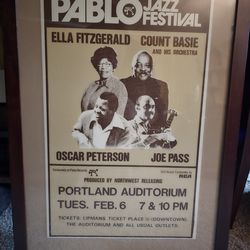 PABLO JAZZ
FESTIVAL
ELLA FITZGERALD COUNT BASIE
AND HIS ORCHESTRA
OSCAR PETERSON JOE PASS
RCA
PRODUCED BY NORTHWEST RELEASING
PORTLAND AUDITORIUM
TUES. FEB. 6 7 & 10 PM
TICKETS: LIPMANS TICKET PLACE (DOWNTOWN)
THE AUDITORIUM AND ALL USUAL OUTLETS.